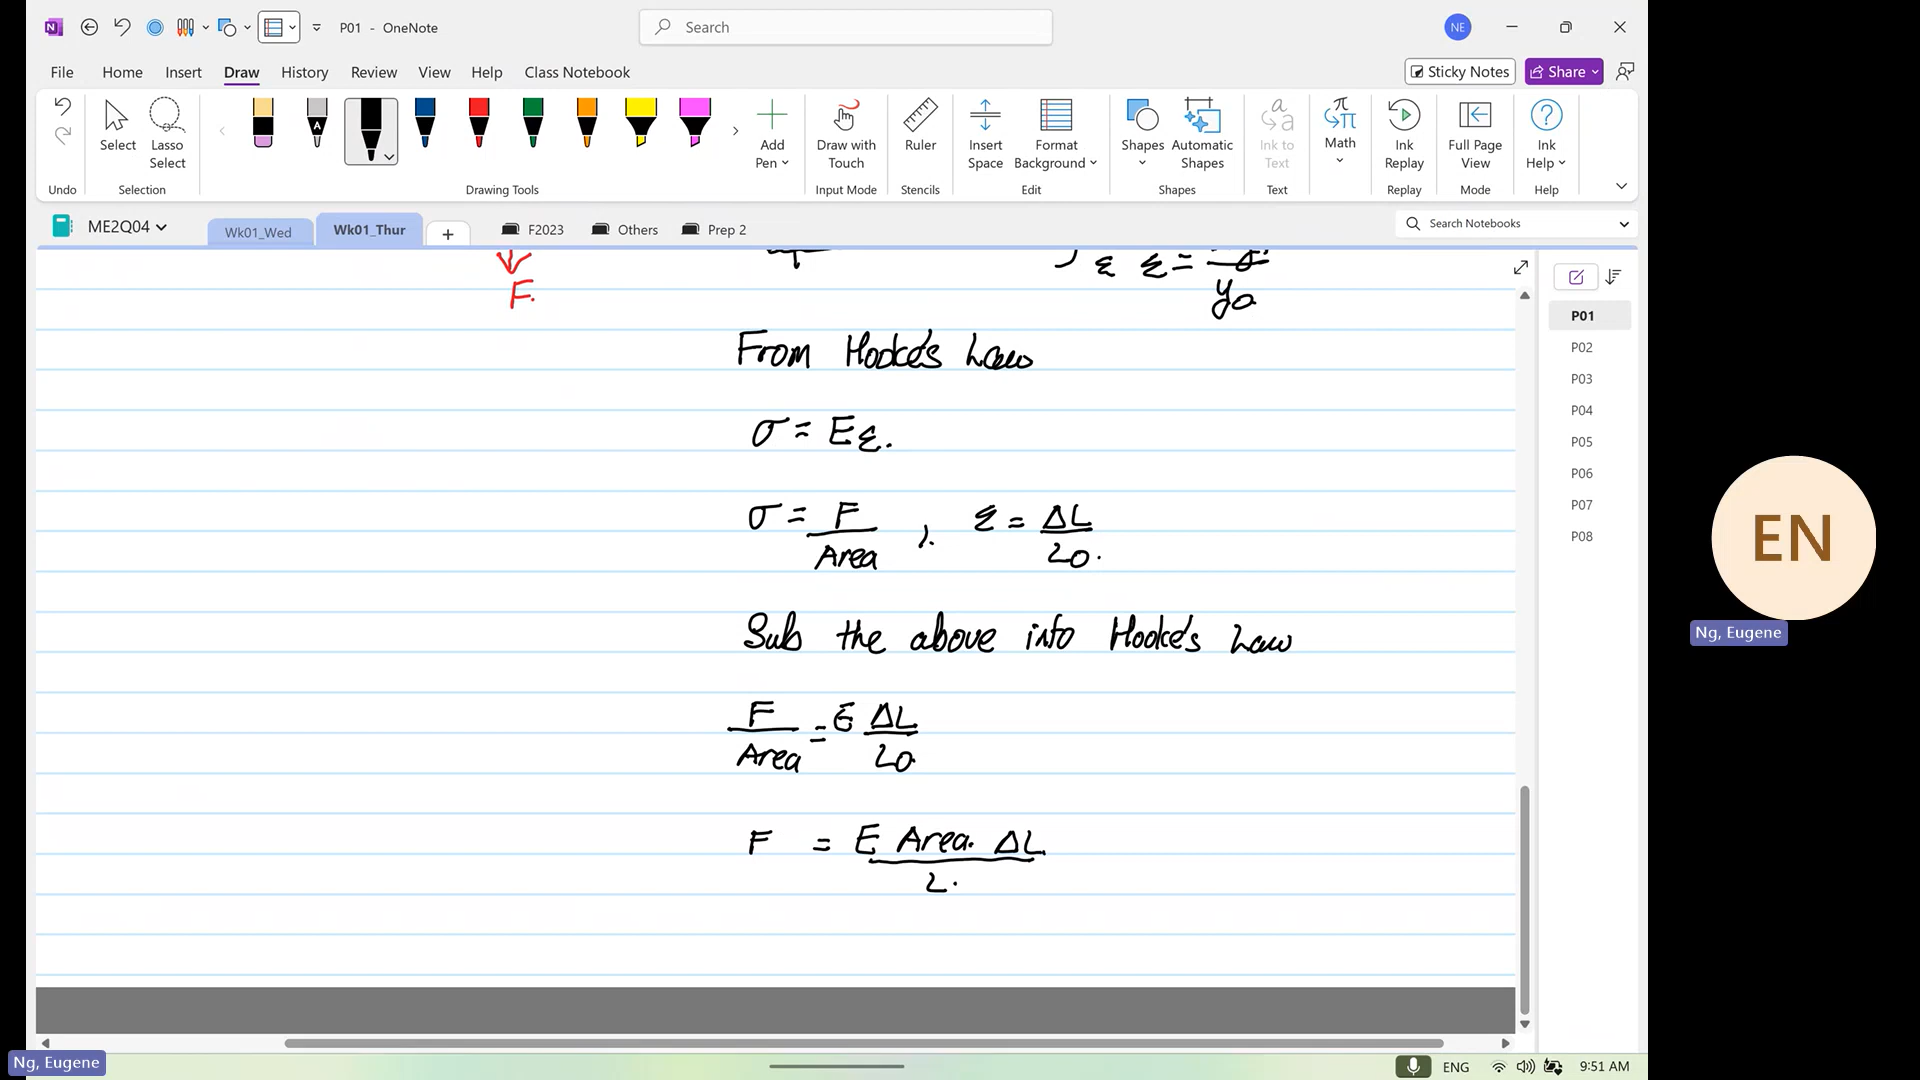 P01 - OneNote
Search
NE
File Home Insert Draw History Review View Help Class Notebook
Sticky Notes Share
Undo
Select
Lasso Select
Selection
A
Drawing Tools
Add Pen
Draw with Touch
Input Mode
Ruler
Stencils
Insert Space
Format Background
Edit
Shapes
Automatic Shapes
Shapes
Ink to Text
Text
Math
Ink Replay
Replay
Full Page View
Mode
Ink Help
Help
ME2Q04
Wk01_Wed
Wk01_Thur
F2023
Others
Prep 2
Search Notebooks
P01
P02
P03
P04
P05
P06
P07
P08
F.
ε ε =
y0
From Hooke's Law
σ = Eε.
σ = F / Area , ε = ΔL / L0.
Sub the above into Hooke's Law
F / Area = E ΔL / L0
F = E Area. ΔL / L.
EN
Ng, Eugene
Ng, Eugene
ENG
9:51 AM